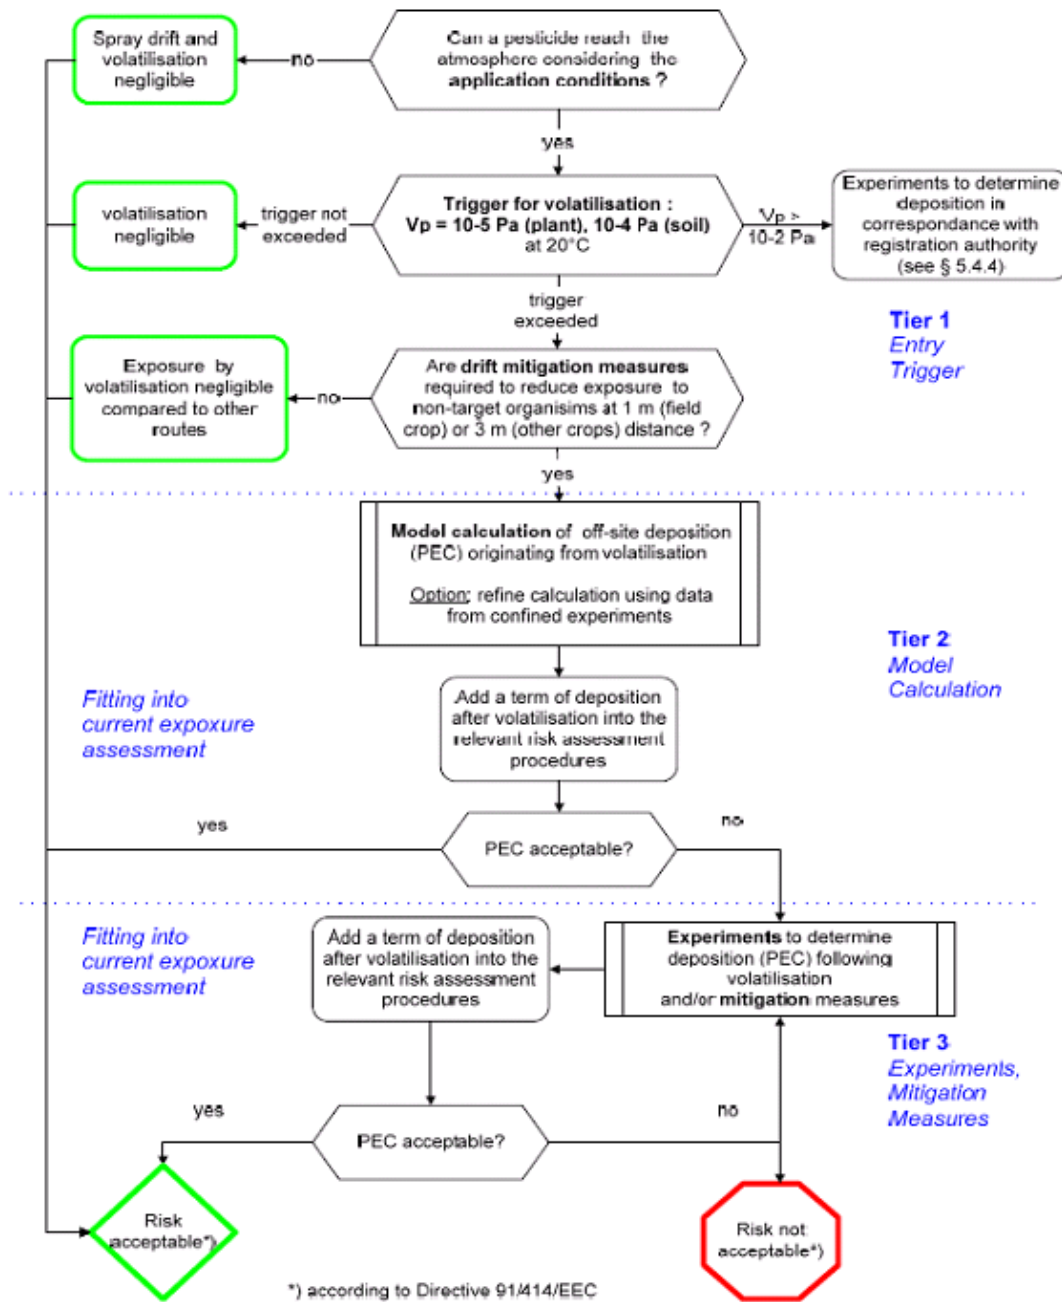 Spray drift and
volatilisation
negligible
no
Can a pesticide reach the
atmosphere considering the
application conditions ?
yes
volatilisation
negligible
trigger not
exceeded
Trigger for volatilisation :
Vp = 10-5 Pa (plant), 10-4 Pa (soil)
at 20°C
Vp >
10-2 Pa
Experiments to determine
deposition in
correspondance with
registration authority
(see § 5.4.4)
trigger
exceeded
Tier 1
Entry
Trigger
Exposure by
volatilisation negligible
compared to other
routes
no
Are drift mitigation measures
required to reduce exposure to
non-target organisims at 1 m (field
crop) or 3 m (other crops) distance ?
yes
Model calculation of off-site deposition
(PEC) originating from volatilisation
Option: refine calculation using data
from confined experiments
Tier 2
Model
Calculation
Fitting into
current expoxure
assessment
Add a term of deposition
after volatilisation into the
relevant risk assessment
procedures
yes
PEC acceptable?
no
Fitting into
current expoxure
assessment
Add a term of deposition
after volatilisation into the
relevant risk assessment
procedures
Experiments to determine
deposition (PEC) following
volatilisation
and/or mitigation measures
Tier 3
Experiments,
Mitigation
Measures
yes
PEC acceptable?
no
Risk
acceptable*)
Risk not
acceptable*)
*) according to Directive 91/414/EEC